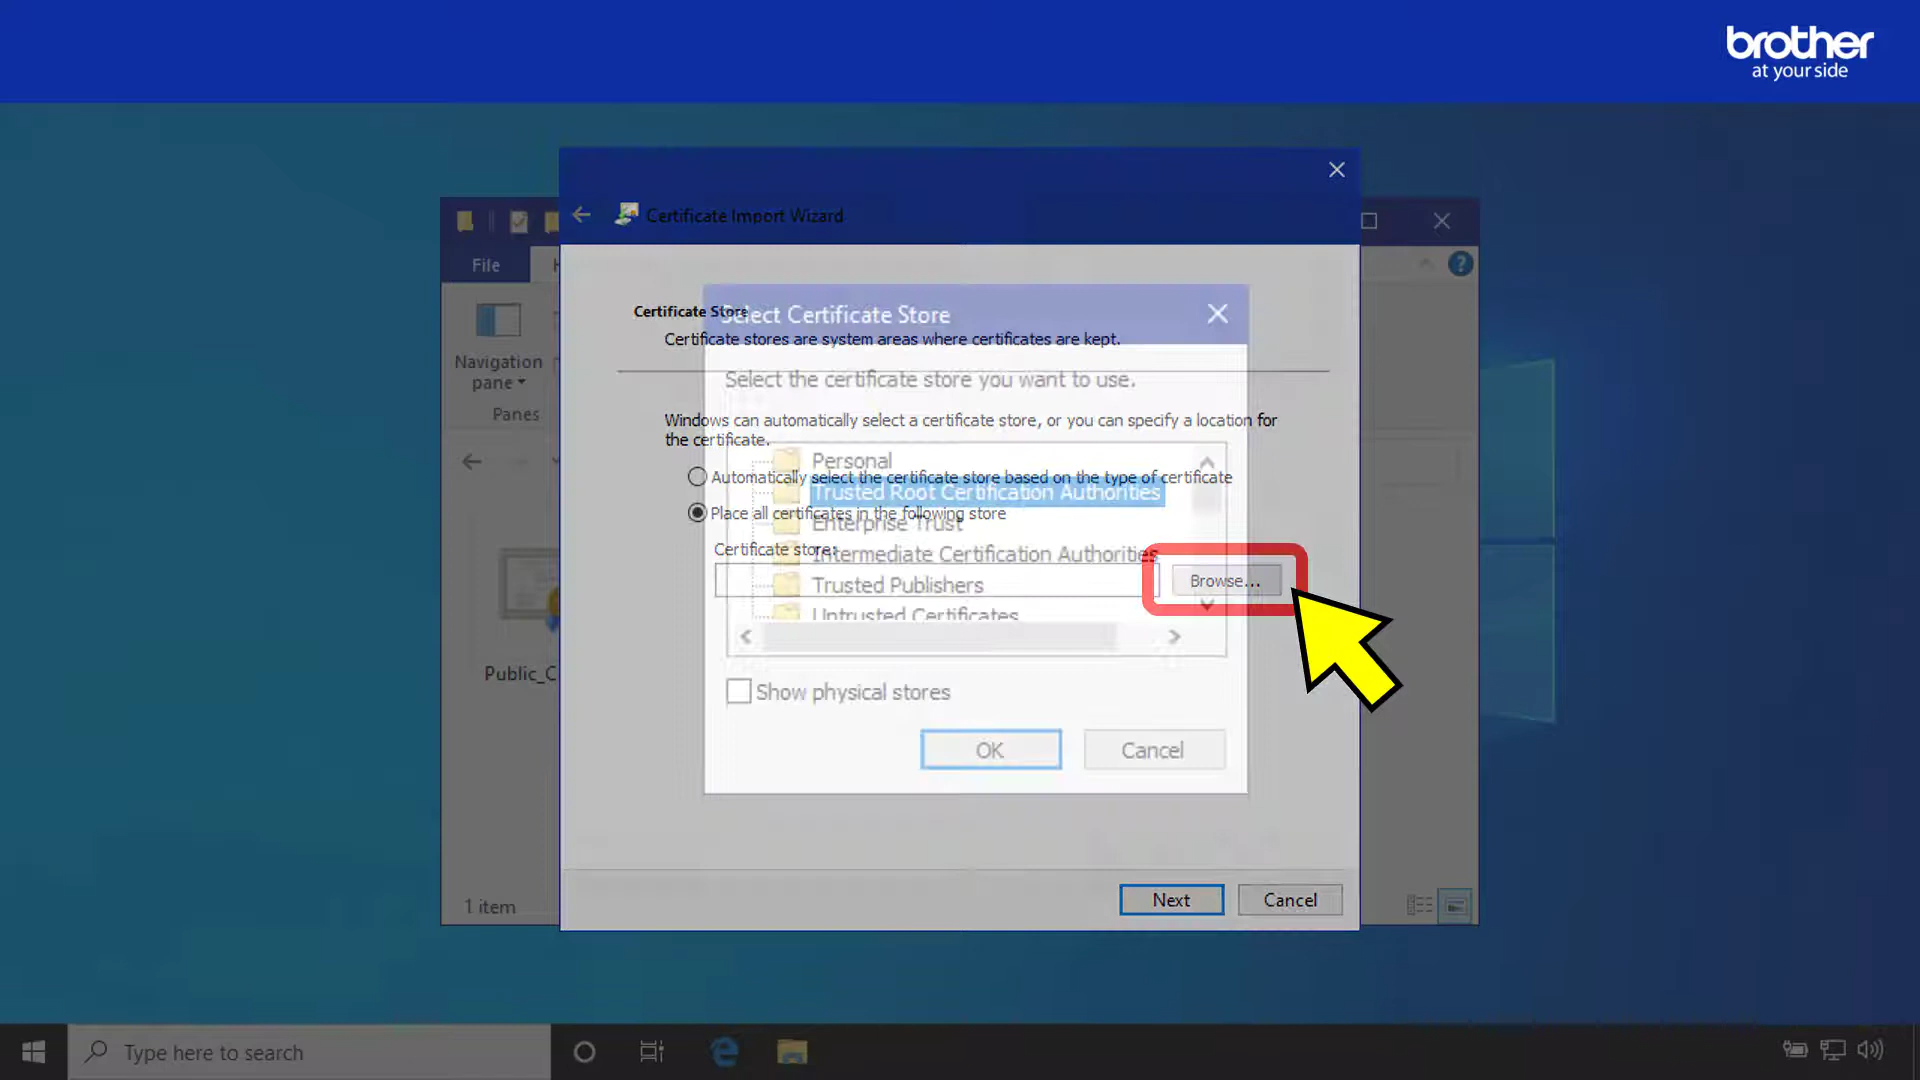 brother
at your side
Certificate Import Wizard
File
Navigation
pane
Panes
Certificate Store
Select Certificate Store
Certificate stores are system areas where certificates are kept.
Select the certificate store you want to use.
Windows can automatically select a certificate store, or you can specify a location for
the certificate.
Personal
Automatically select the certificate store based on the type of certificate
Trusted Root Certification Authorities
Place all certificates in the following store
Enterprise Trust
Certificate store:
Intermediate Certification Authorities
Browse...
Trusted Publishers
Untrusted Certificates
Public_C
Show physical stores
OK
Cancel
Next
Cancel
1 item
Type here to search